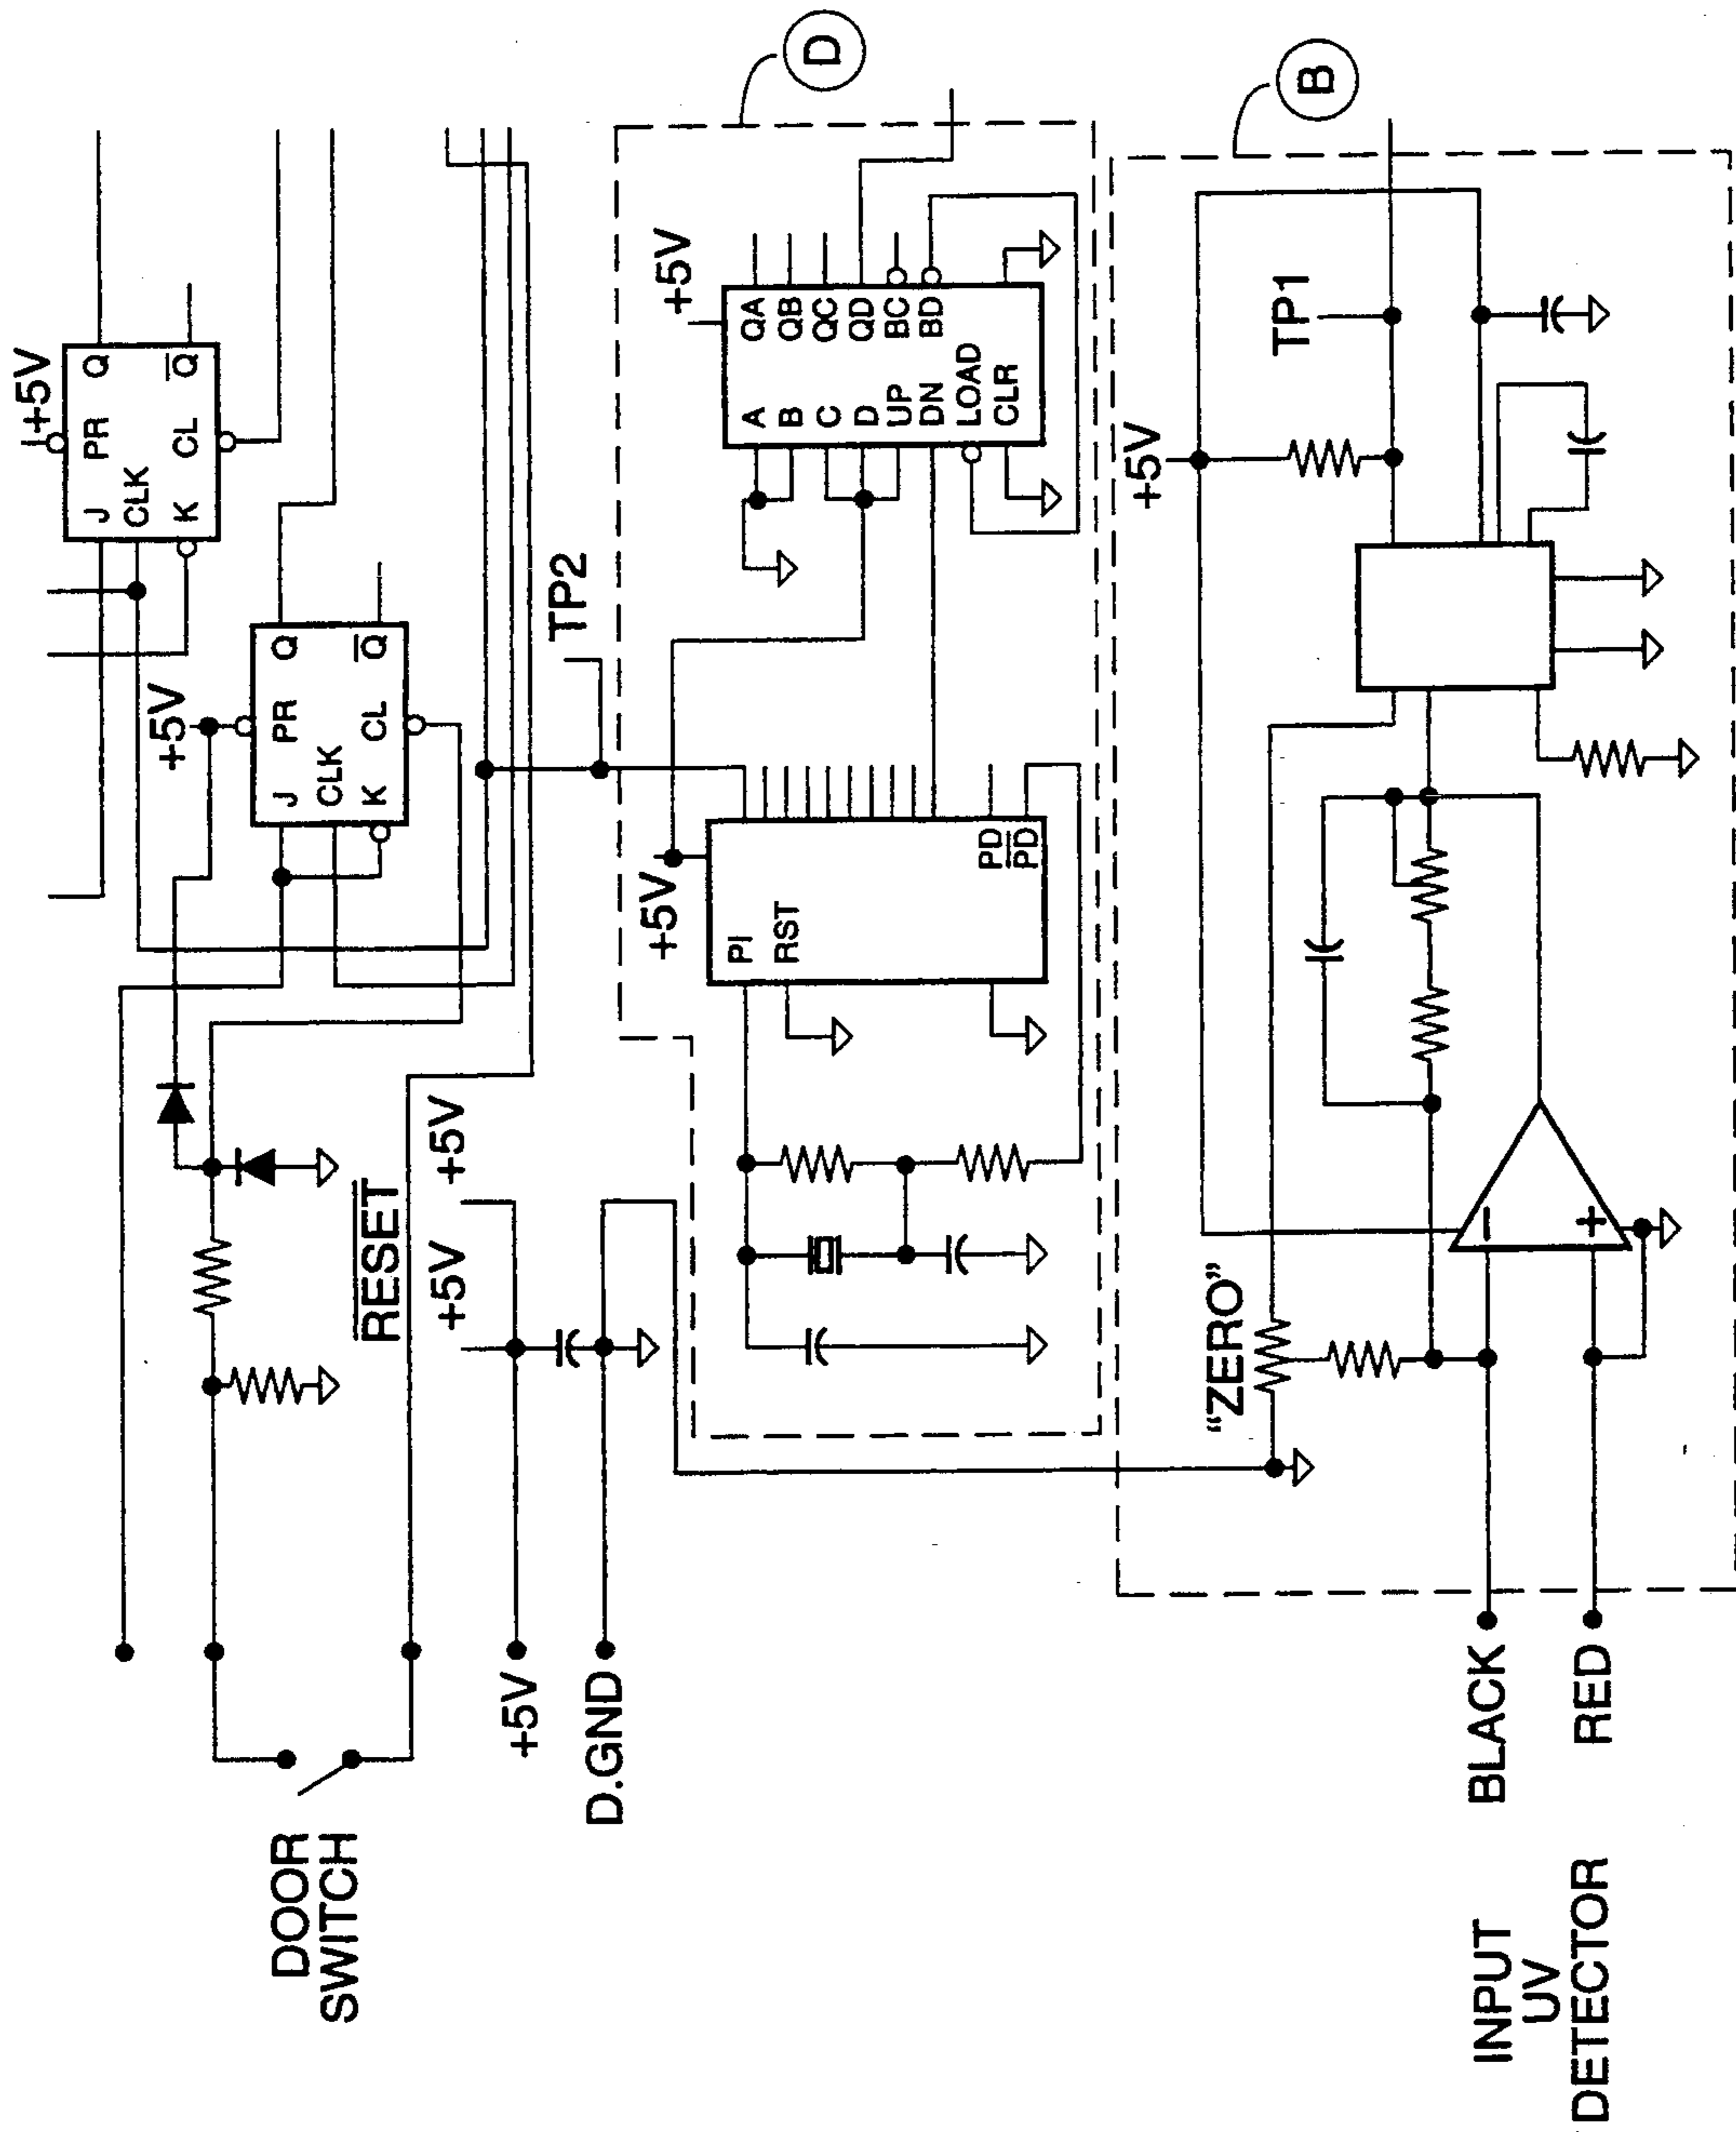 +5V
J
PR
Q
CLK
K
CL
Q̅
+5V
J
PR
Q
CLK
K
CL
Q̅
DOOR
SWITCH
R̅E̅S̅E̅T̅
+5V
+5V
+5V
D.GND
TP2
D
+5V
PI
RST
PD
P̅D̅
+5V
A
B
C
D
UP
DN
LOAD
CLR
QA
QB
QC
QD
BC
BD
B
+5V
TP1
"ZERO"
−
+
BLACK
RED
INPUT
UV
DETECTOR